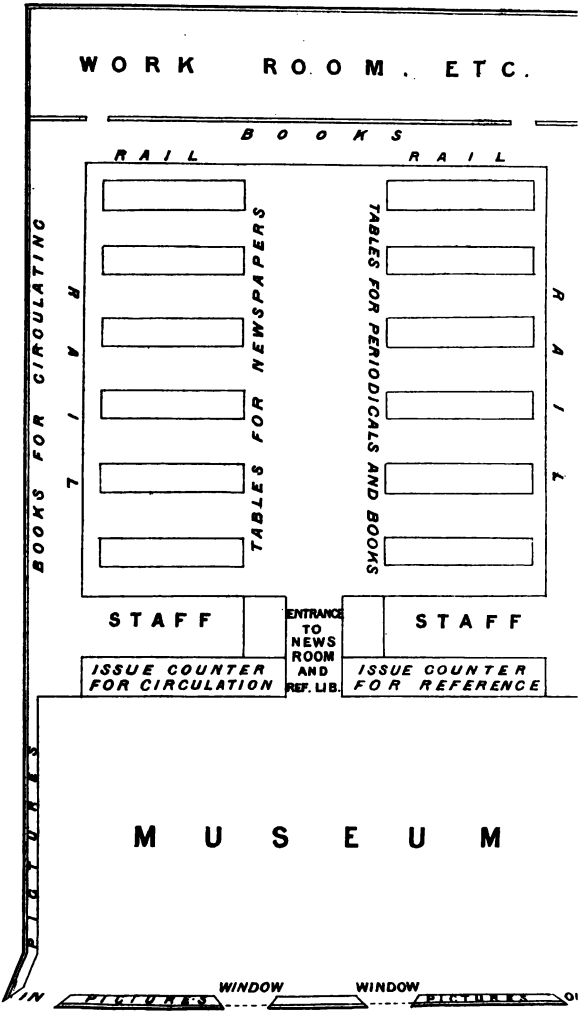 WORK ROOM. ETC.
BOOKS
RAIL
RAIL
BOOKS FOR CIRCULATING
RAIL
TABLES FOR NEWSPAPERS
TABLES FOR PERIODICALS AND BOOKS
RAIL
STAFF
ENTRANCE
TO
NEWS
ROOM
AND
REF. LIB.
STAFF
ISSUE COUNTER
FOR CIRCULATION
ISSUE COUNTER
FOR REFERENCE
PICTURES
MUSEUM
IN
PICTURES
WINDOW
WINDOW
PICTURES